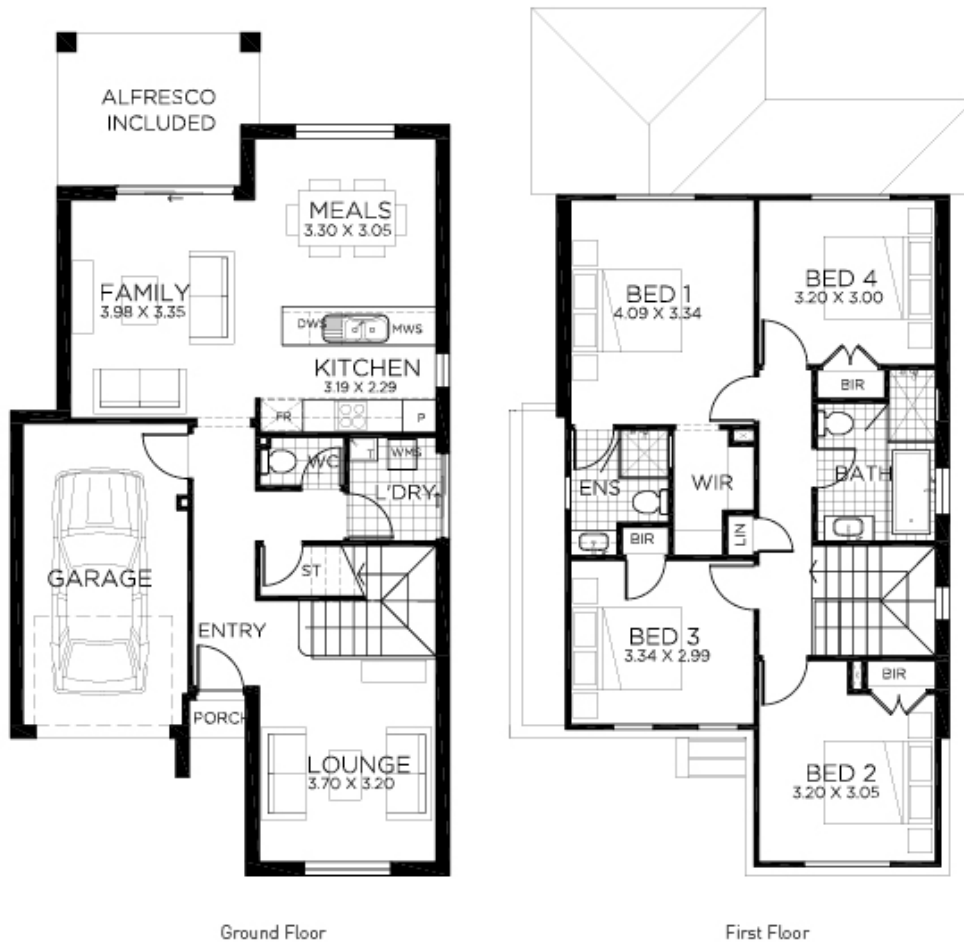 ALFRESCO
INCLUDED
MEALS
3.30 X 3.05
FAMILY
3.98 X 3.35
DWS
MWS
KITCHEN
3.19 X 2.29
FR
P
WC
T
WMS
L'DRY
GARAGE
ST
ENTRY
PORCH
LOUNGE
3.70 X 3.20
Ground Floor
BED 1
4.09 X 3.34
BED 4
3.20 X 3.00
BIR
ENS
WIR
BATH
BIR
LIN
BED 3
3.34 X 2.99
BIR
BED 2
3.20 X 3.05
First Floor